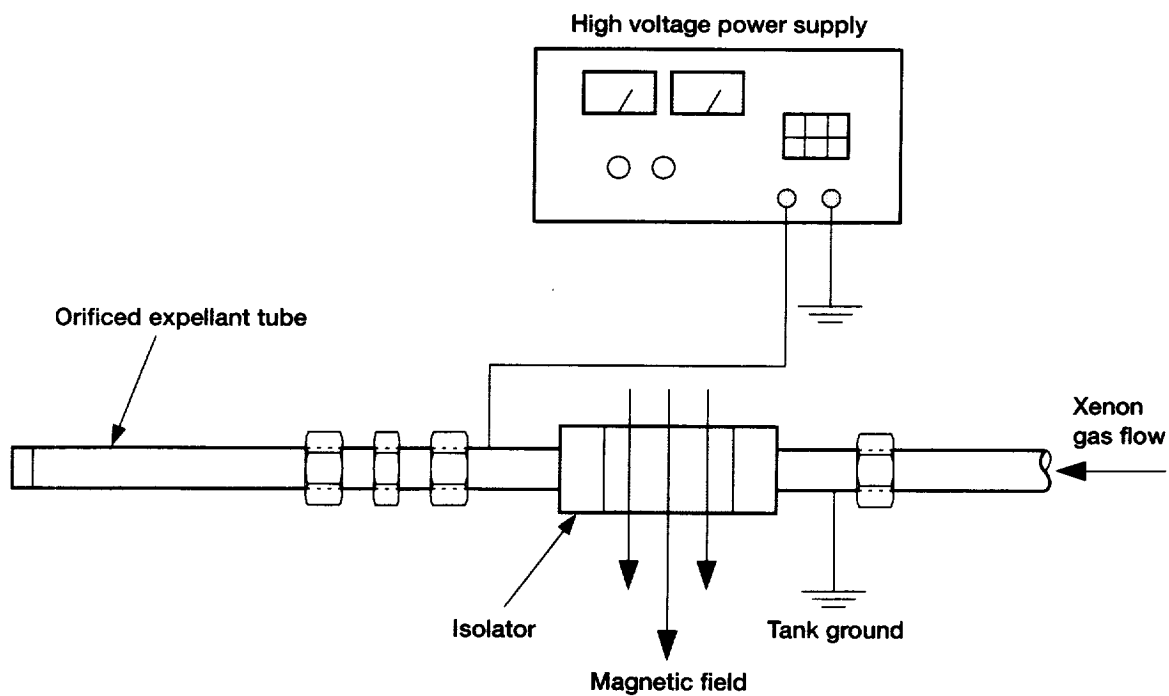 High voltage power supply
Orificed expellant tube
Xenon
gas flow
Isolator
Tank ground
Magnetic field